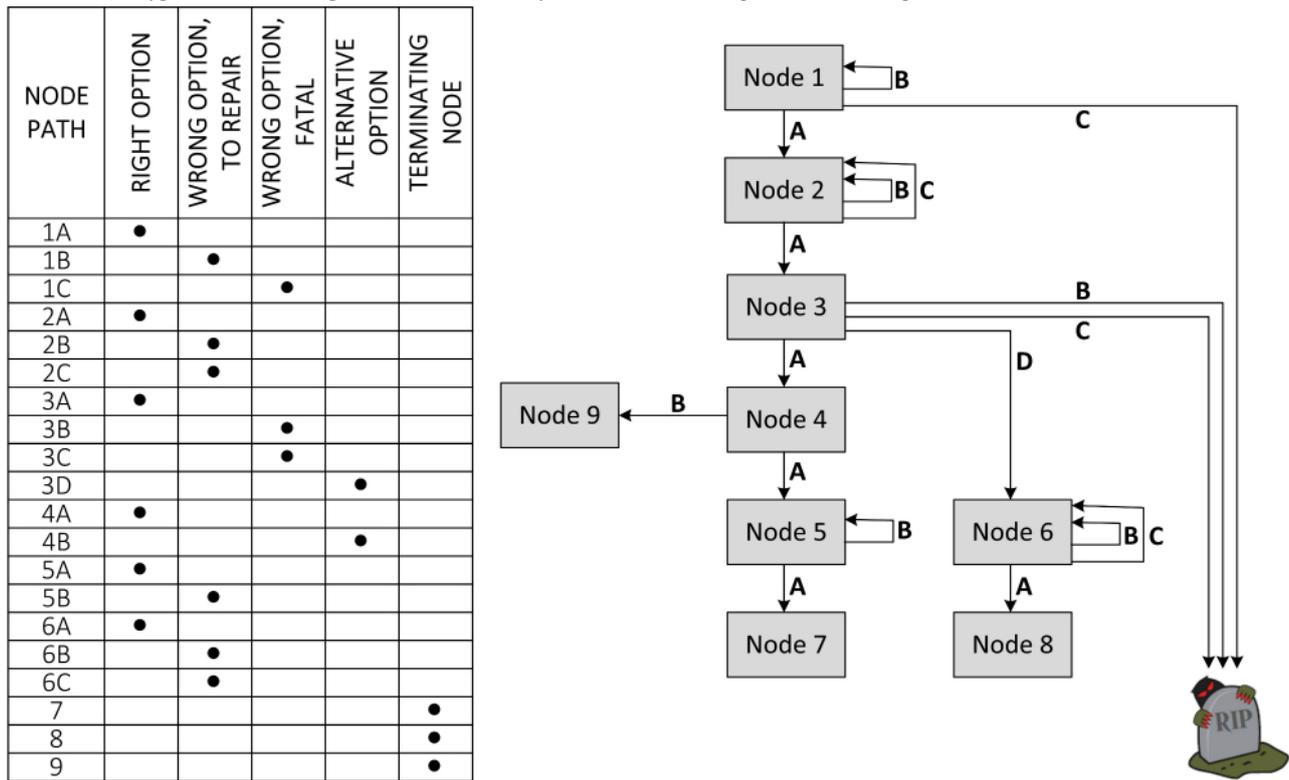 NODE
PATH
RIGHT OPTION
WRONG OPTION,
TO REPAIR
WRONG OPTION,
FATAL
ALTERNATIVE
OPTION
TERMINATING
NODE
1A
1B
1C
2A
2B
2C
3A
3B
3C
3D
4A
4B
5A
5B
6A
6B
6C
7
8
9
Node 1
B
C
A
Node 2
B
C
A
Node 3
B
C
D
A
Node 9
B
Node 4
A
Node 5
B
Node 6
B
C
A
A
Node 7
Node 8
RIP